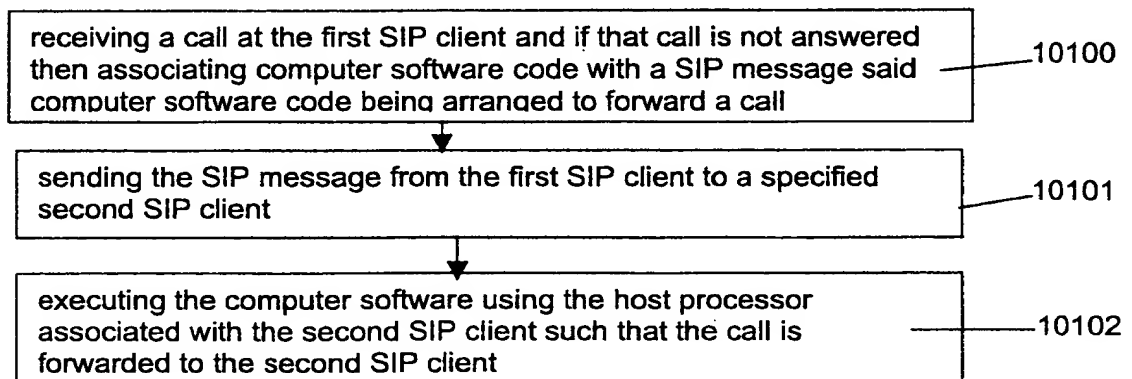 receiving a call at the first SIP client and if that call is not answered
then associating computer software code with a SIP message said
computer software code being arranged to forward a call
10100
sending the SIP message from the first SIP client to a specified
second SIP client
10101
executing the computer software using the host processor
associated with the second SIP client such that the call is
forwarded to the second SIP client
10102